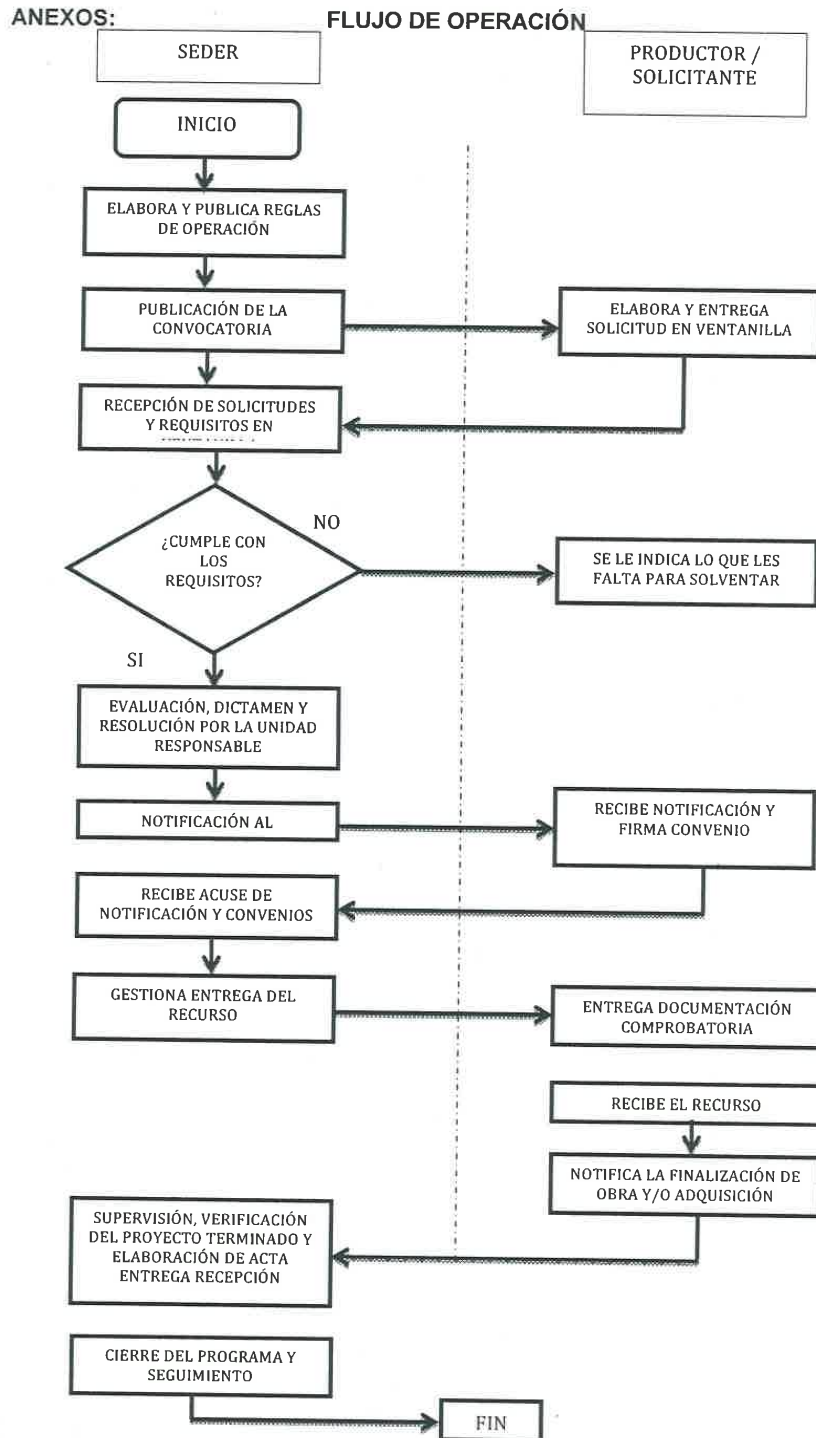 ANEXOS:
FLUJO DE OPERACIÓN
SEDER
PRODUCTOR /
SOLICITANTE
INICIO
ELABORA Y PUBLICA REGLAS
DE OPERACIÓN
PUBLICACIÓN DE LA
CONVOCATORIA
ELABORA Y ENTREGA
SOLICITUD EN VENTANILLA
RECEPCIÓN DE SOLICITUDES
Y REQUISITOS EN
NO
¿CUMPLE CON
LOS
REQUISITOS?
SE LE INDICA LO QUE LES
FALTA PARA SOLVENTAR
SI
EVALUACIÓN, DICTAMEN Y
RESOLUCIÓN POR LA UNIDAD
RESPONSABLE
NOTIFICACIÓN AL
RECIBE NOTIFICACIÓN Y
FIRMA CONVENIO
RECIBE ACUSE DE
NOTIFICACIÓN Y CONVENIOS
GESTIONA ENTREGA DEL
RECURSO
ENTREGA DOCUMENTACIÓN
COMPROBATORIA
RECIBE EL RECURSO
NOTIFICA LA FINALIZACIÓN DE
OBRA Y/O ADQUISICIÓN
SUPERVISIÓN, VERIFICACIÓN
DEL PROYECTO TERMINADO Y
ELABORACIÓN DE ACTA
ENTREGA RECEPCIÓN
CIERRE DEL PROGRAMA Y
SEGUIMIENTO
FIN